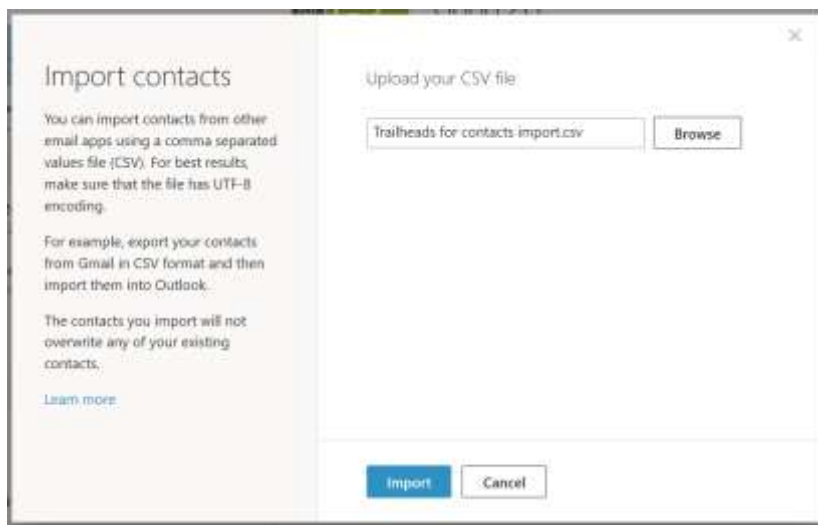 Import contacts
You can import contacts from other
email apps using a comma separated
values file (CSV). For best results,
make sure that the file has UTF-8
encoding.
For example, export your contacts
from Gmail in CSV format and then
import them into Outlook.
The contacts you import will not
overwrite any of your existing
contacts.
Learn more
Upload your CSV file
Trailheads for contacts import.csv
Browse
Import
Cancel